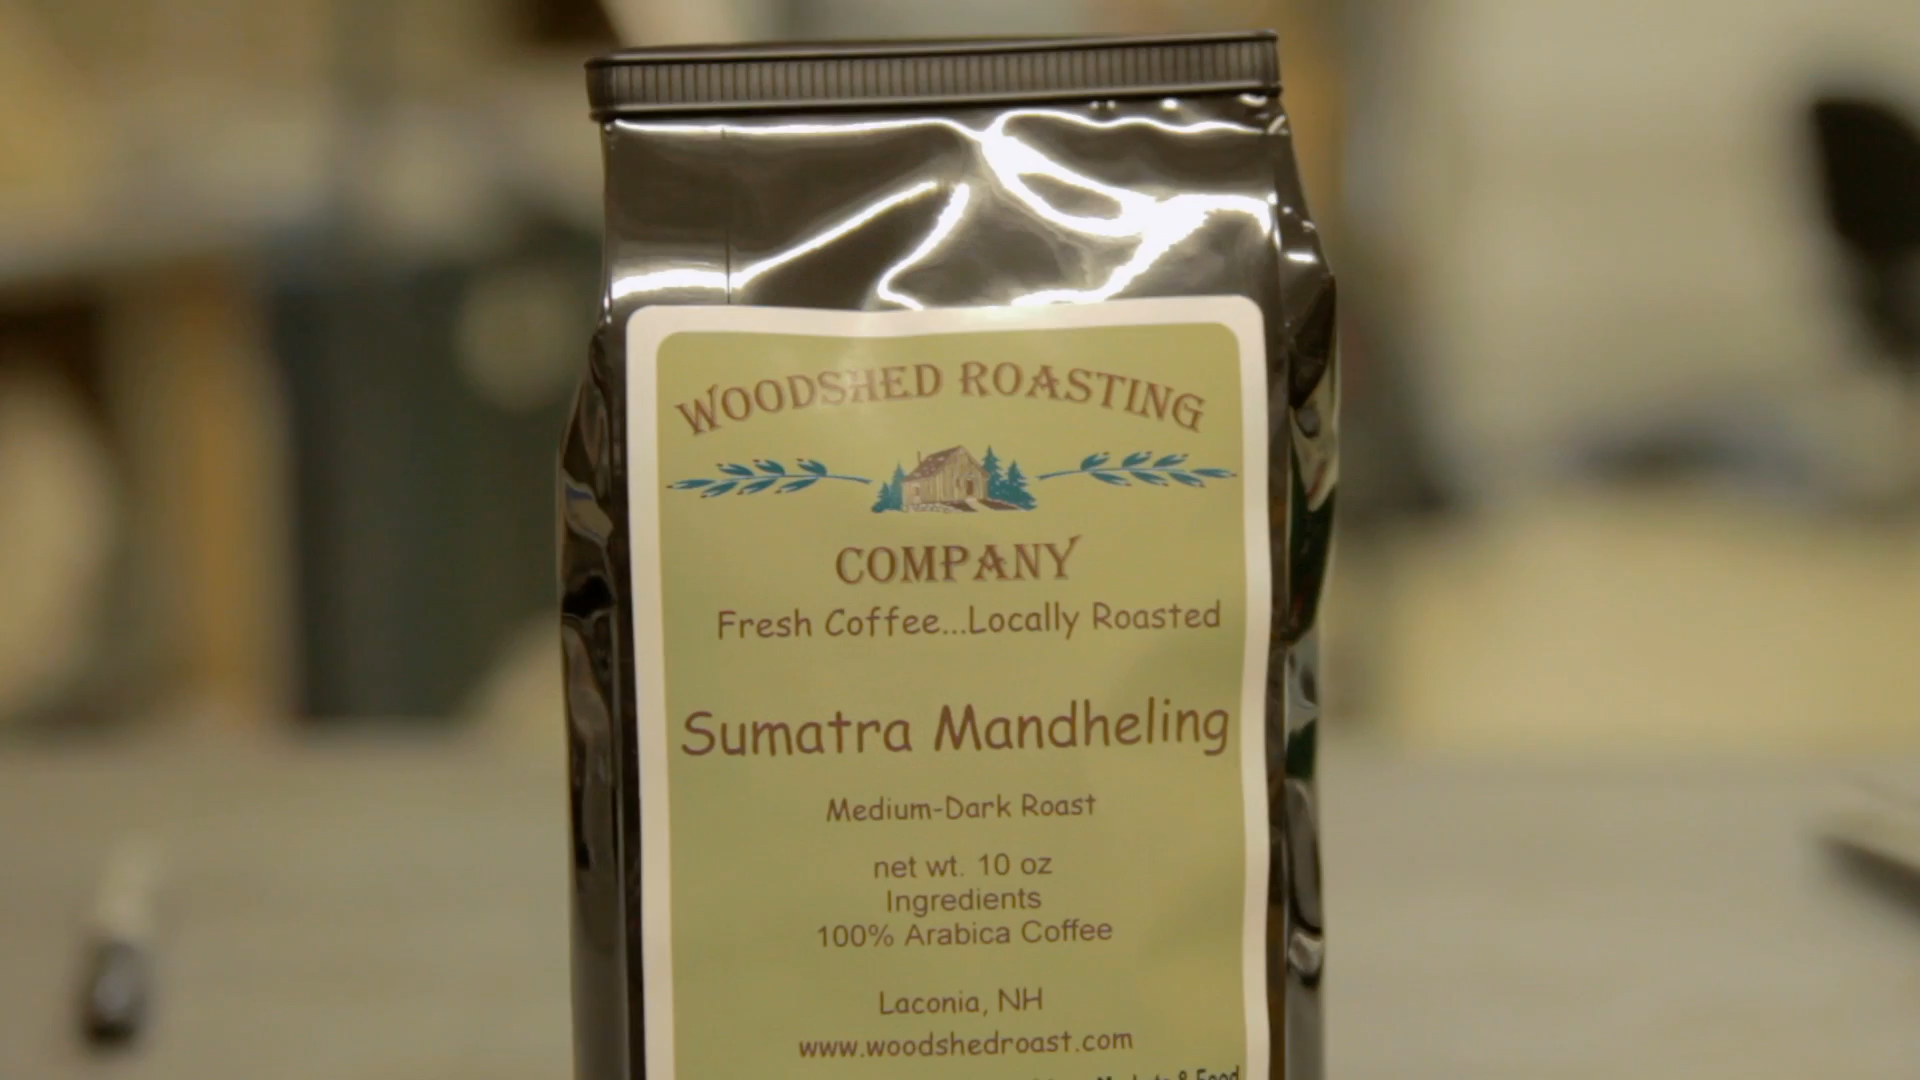 WOODSHED ROASTING
COMPANY
Fresh Coffee...Locally Roasted
Sumatra Mandheling
Medium-Dark Roast
net wt. 10 oz
Ingredients
100% Arabica Coffee
Laconia, NH
www.woodshedroast.com
& Food